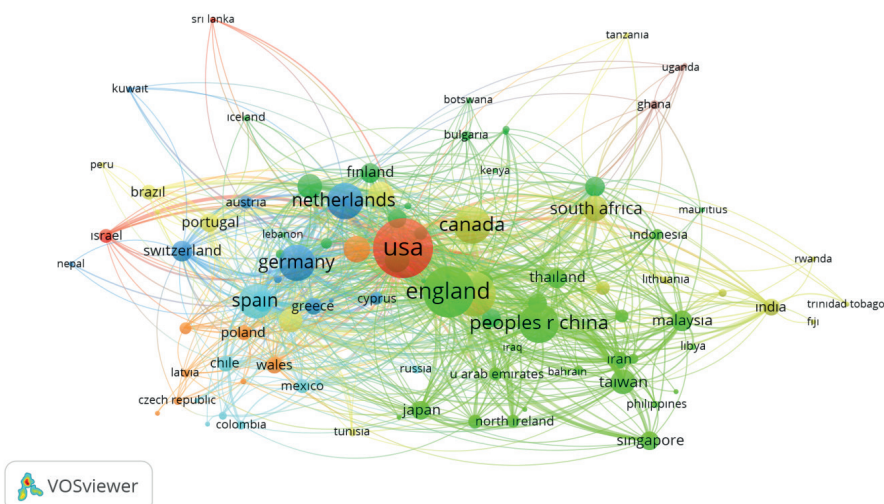 sri lanka
tanzania
uganda
kuwait
botswana
ghana
iceland
bulgaria
peru
finland
kenya
brazil
austria
netherlands
portugal
south africa
mauritius
canada
israel
lebanon
usa
indonesia
switzerland
nepal
germany
rwanda
thailand
lithuania
england
spain
cyprus
greece
india
trinidad tobago
peoples r china
malaysia
fiji
poland
iraq
libya
chile
wales
iran
latvia
russia
u arab emirates
bahrain
taiwan
mexico
czech republic
japan
philippines
colombia
north ireland
tunisia
singapore
VOSviewer